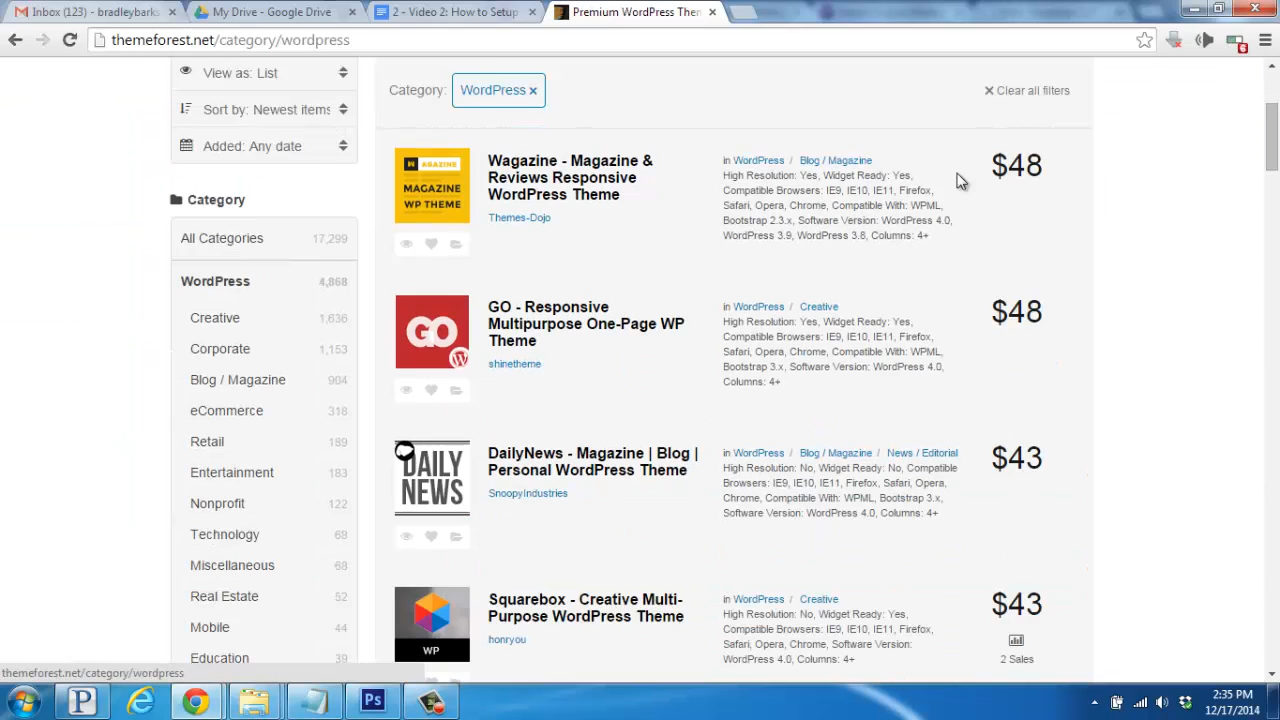 Inbox (123) - bradleybarks
My Drive - Google Drive
2 - Video 2: How to Setup
Premium WordPress Then
themeforest.net/category/wordpress
View as: List
Sort by: Newest items
Added: Any date
Category
All Categories 17,299
WordPress 4,868
Creative 1,636
Corporate 1,153
Blog / Magazine 904
eCommerce 318
Retail 189
Entertainment 183
Nonprofit 122
Technology 69
Miscellaneous 68
Real Estate 52
Mobile 44
Education 39
Category: WordPress × ✕ Clear all filters
MAGAZINE
WP THEME
Wagazine - Magazine &
Reviews Responsive
WordPress Theme
Themes-Dojo
in WordPress / Blog / Magazine
High Resolution: Yes, Widget Ready: Yes,
Compatible Browsers: IE9, IE10, IE11, Firefox,
Safari, Opera, Chrome, Compatible With: WPML,
Bootstrap 2.3.x, Software Version: WordPress 4.0,
WordPress 3.9, WordPress 3.8, Columns: 4+
$48
GO
GO - Responsive
Multipurpose One-Page WP
Theme
shinetheme
in WordPress / Creative
High Resolution: Yes, Widget Ready: Yes,
Compatible Browsers: IE9, IE10, IE11, Firefox,
Safari, Opera, Chrome, Compatible With: WPML,
Bootstrap 3.x, Software Version: WordPress 4.0,
Columns: 4+
$48
DAILY
NEWS
DailyNews - Magazine | Blog |
Personal WordPress Theme
SnoopyIndustries
in WordPress / Blog / Magazine / News / Editorial
High Resolution: No, Widget Ready: No, Compatible
Browsers: IE9, IE10, IE11, Firefox, Safari, Opera,
Chrome, Compatible With: WPML, Bootstrap 3.x,
Software Version: WordPress 4.0, Columns: 4+
$43
WP
Squarebox - Creative Multi-
Purpose WordPress Theme
honryou
in WordPress / Creative
High Resolution: No, Widget Ready: Yes,
Compatible Browsers: IE9, IE10, IE11, Firefox,
Safari, Opera, Chrome, Software Version:
WordPress 4.0, Columns: 4+
$43
2 Sales
themeforest.net/category/wordpress
P
Ps
2:35 PM
12/17/2014